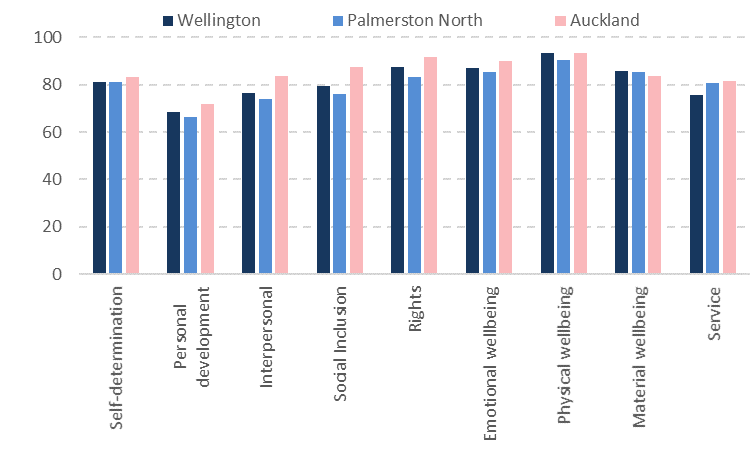 Wellington
Palmerston North
Auckland
100
80
60
40
20
0
Self-determination
Personal
development
Interpersonal
Social Inclusion
Rights
Emotional wellbeing
Physical wellbeing
Material wellbeing
Service